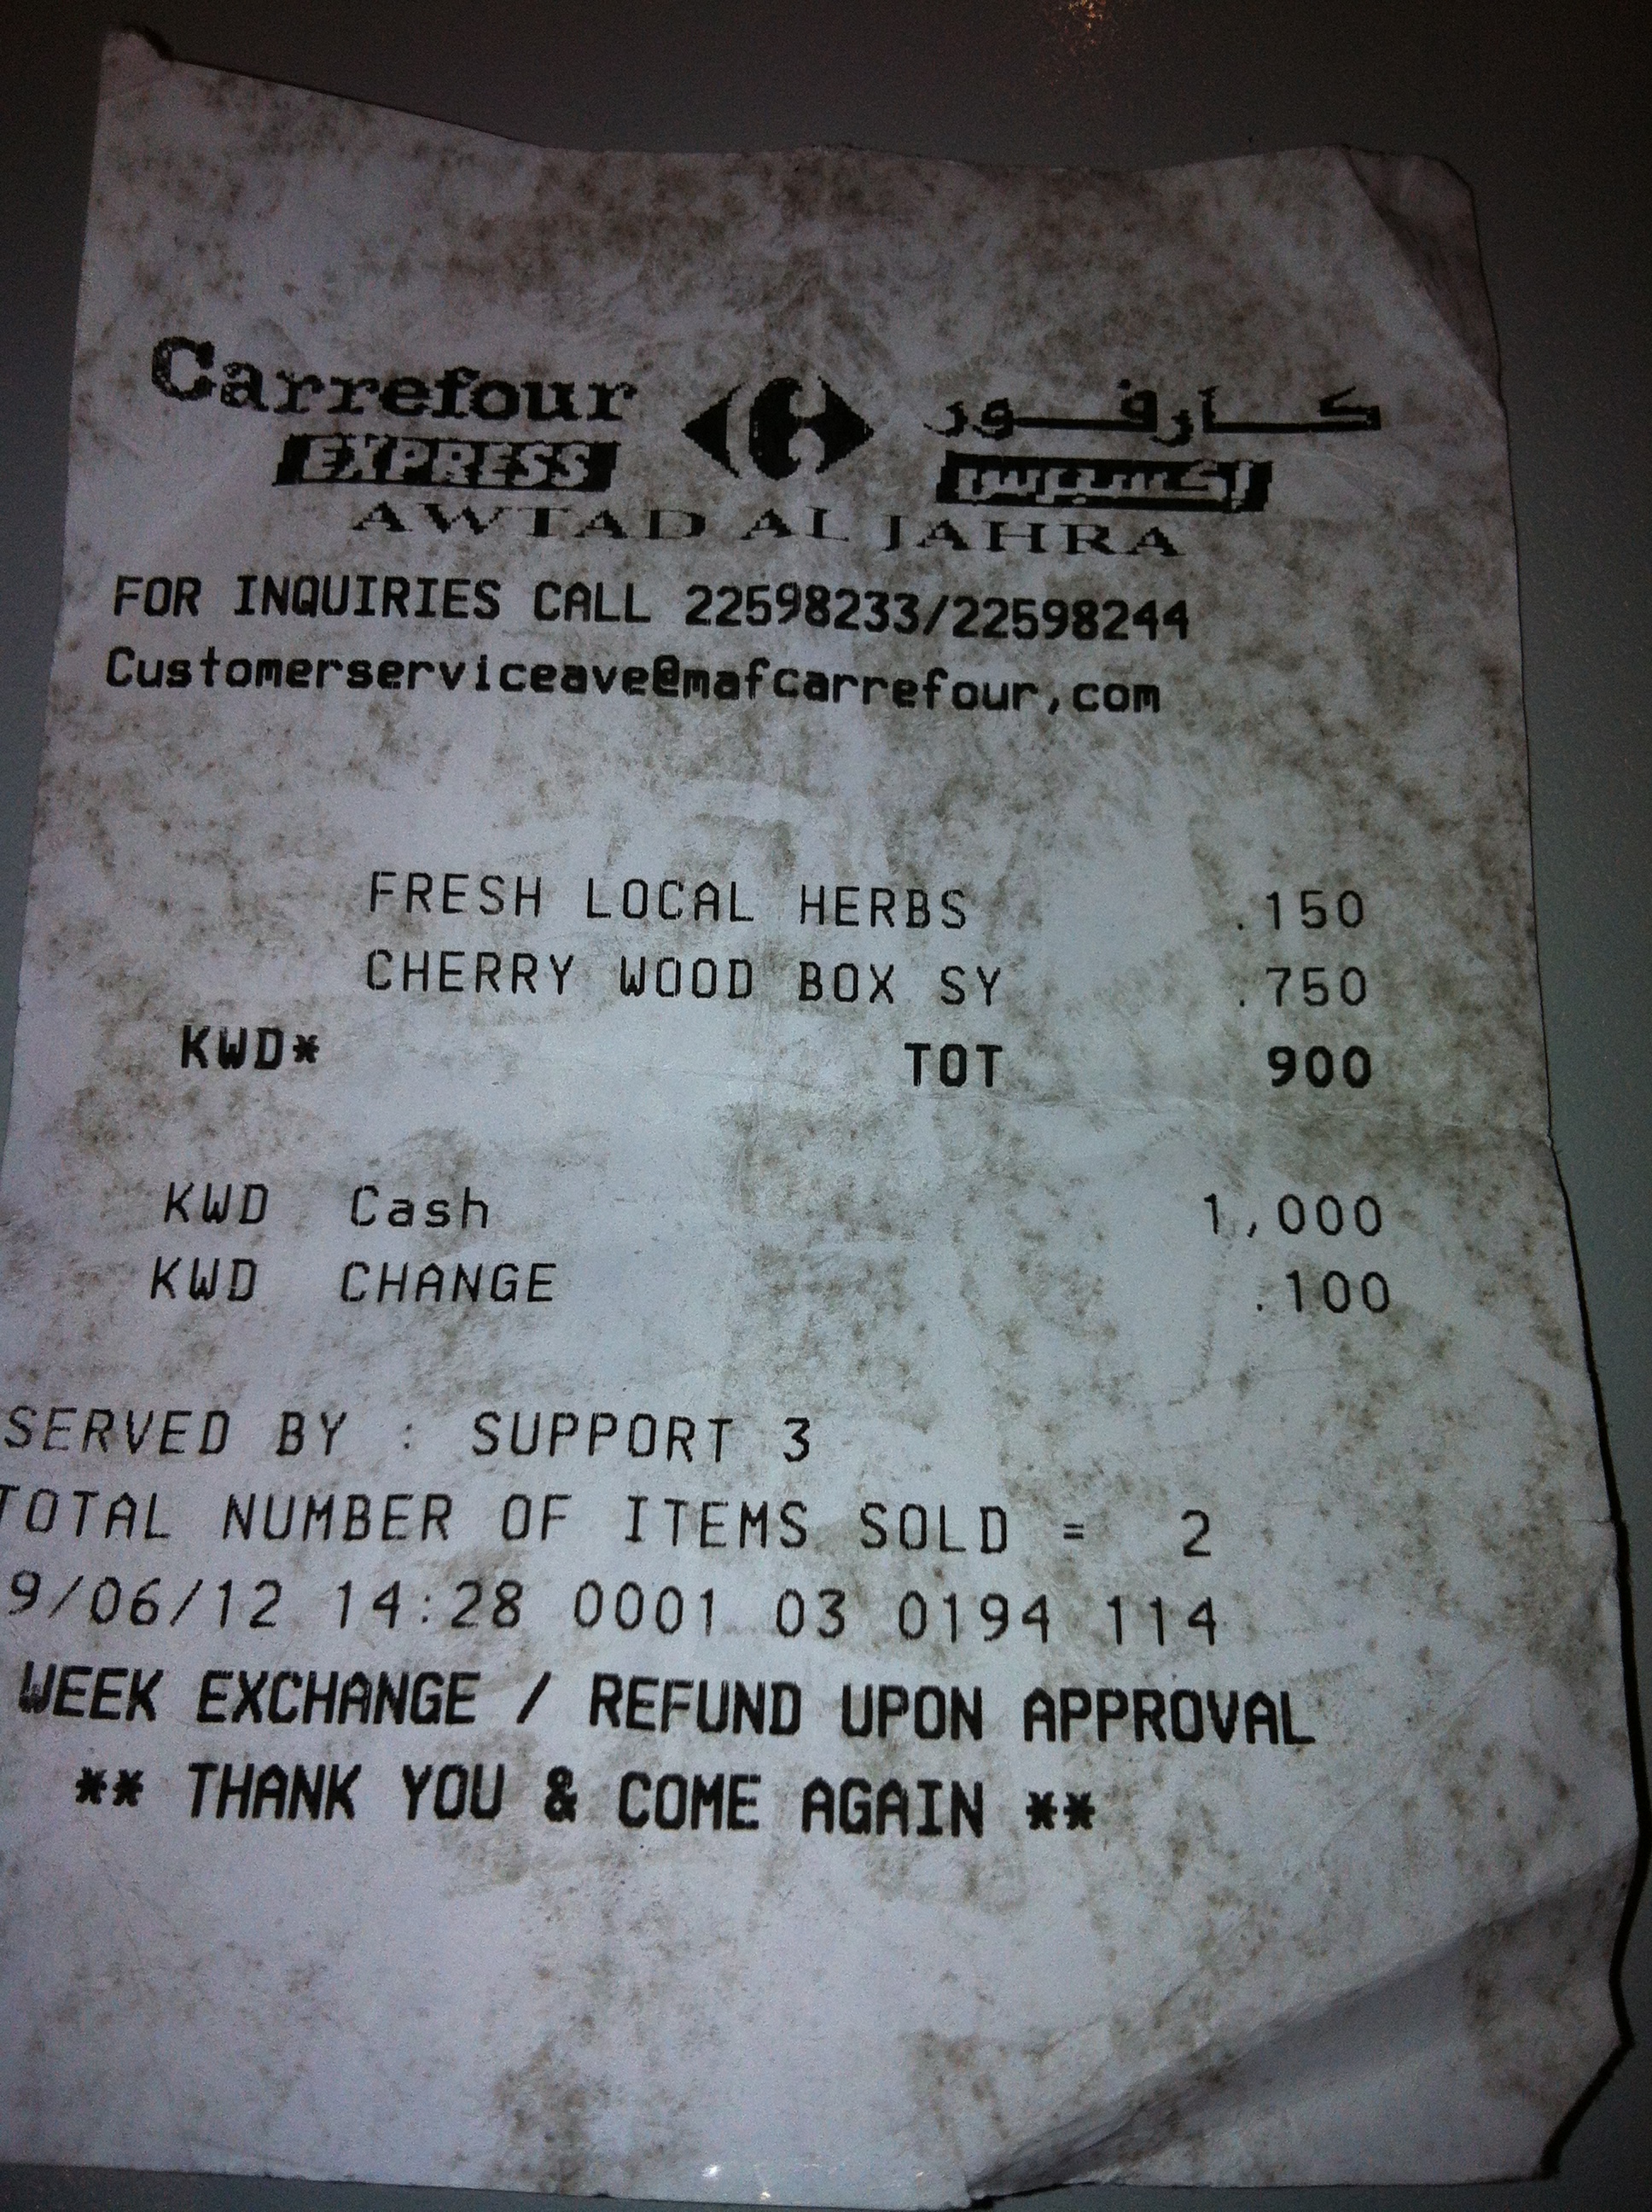 Carrefour كارفور
EXPRESS إكسبرس
AWTAD AL JAHRA
FOR INQUIRIES CALL 22598233/22598244
Customerserviceave@mafcarrefour,com
FRESH LOCAL HERBS .150
CHERRY WOOD BOX SY .750
KWD* TOT 900
KWD Cash 1,000
KWD CHANGE .100
SERVED BY : SUPPORT 3
TOTAL NUMBER OF ITEMS SOLD = 2
9/06/12 14:28 0001 03 0194 114
WEEK EXCHANGE / REFUND UPON APPROVAL
** THANK YOU & COME AGAIN **